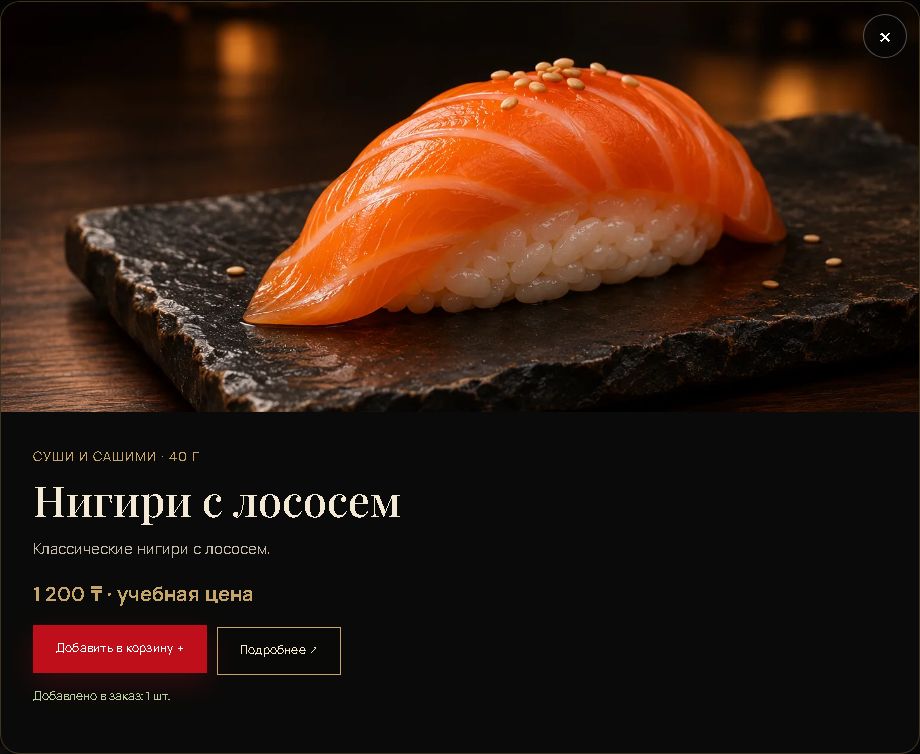 ×
СУШИ И САШИМИ · 40 Г
Нигири с лососем
Классические нигири с лососем.
1 200 ₸ · учебная цена
Добавить в корзину +
Подробнее ↗
Добавлено в заказ: 1 шт.